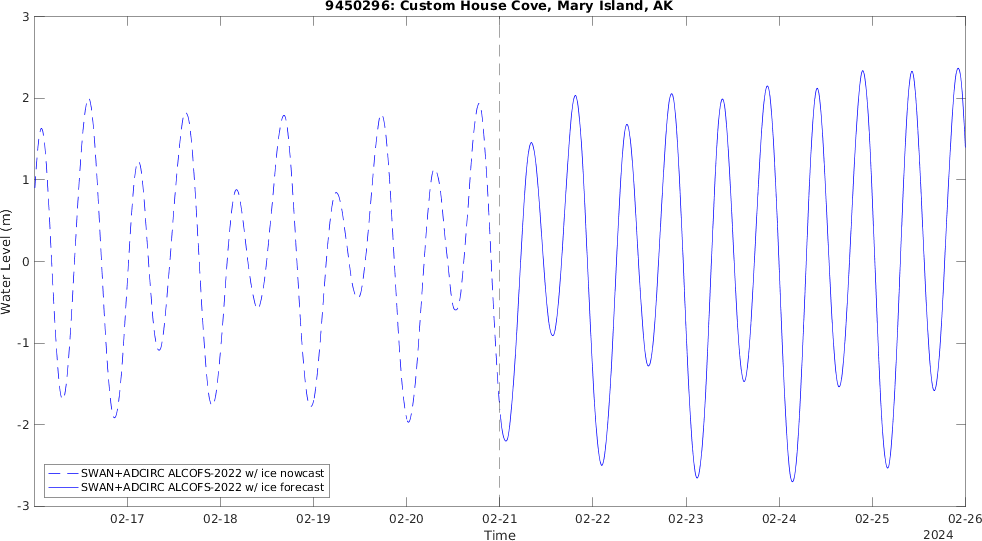 9450296: Custom House Cove, Mary Island, AK
3
2
1
0
-1
-2
-3
Water Level (m)
SWAN+ADCIRC ALCOFS-2022 w/ ice nowcast
SWAN+ADCIRC ALCOFS-2022 w/ ice forecast
02-17 02-18 02-19 02-20 02-21 02-22 02-23 02-24 02-25 02-26
Time
2024